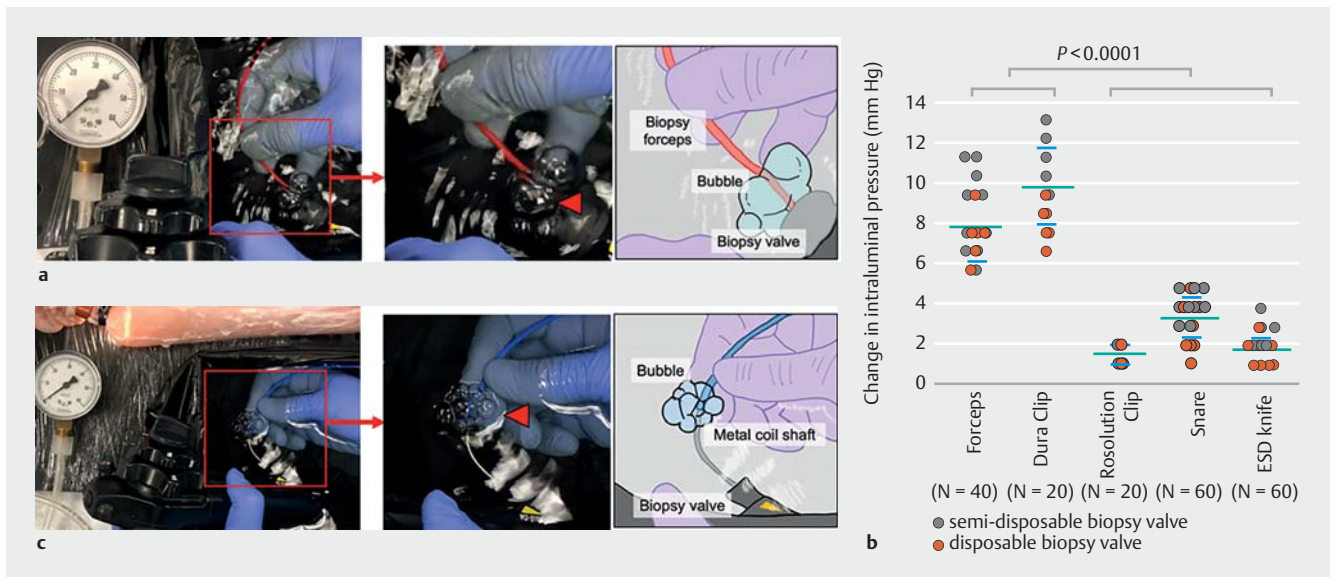 Biopsy
forceps
Bubble
Biopsy valve
a
Bubble
Metal coil shaft
Biopsy valve
c
P < 0.0001
Change in intraluminal pressure (mm Hg)
14
12
10
8
6
4
2
0
Forceps
Dura Clip
Rosolution
Clip
Snare
ESD knife
(N = 40) (N = 20) (N = 20) (N = 60) (N = 60)
semi-disposable biopsy valve
b
disposable biopsy valve